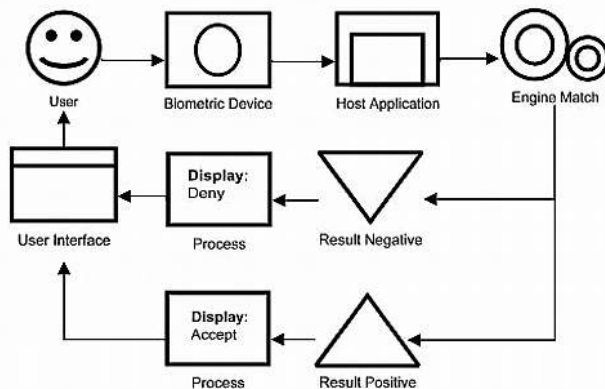 User
Biometric Device
Host Application
Engine Match
Display:
Deny
User Interface
Process
Result Negative
Display:
Accept
Process
Result Positive